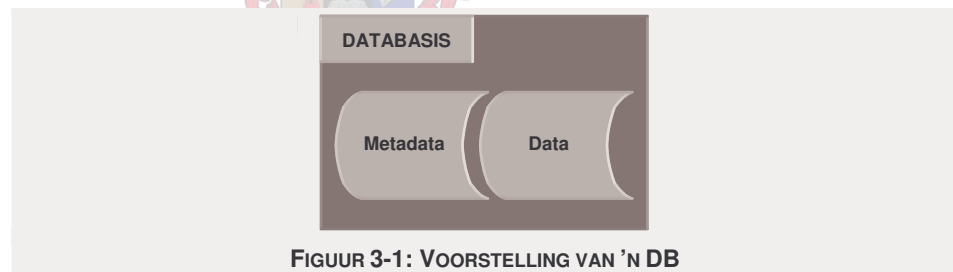 DATABASIS
Metadata Data
FIGUUR 3-1: VOORSTELLING VAN 'N DB